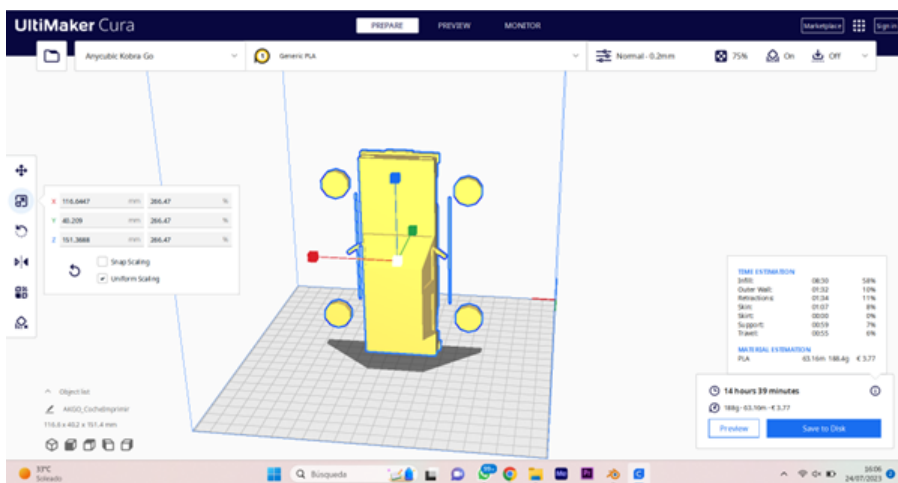 UltiMaker Cura PREPARE PREVIEW MONITOR Marketplace Sign in
Anycubic Kobra Go 1 Generic PLA Normal - 0.2mm 75% On Off
X 116.6447 mm 266.47 %
Y 40.209 mm 266.47 %
Z 151.3688 mm 266.47 %
Snap Scaling
Uniform Scaling
TIME ESTIMATION
Infill: 08:30 58%
Outer Wall: 01:32 10%
Retractions: 01:34 11%
Skin: 01:07 8%
Skirt: 00:00 0%
Support: 00:59 7%
Travel: 00:55 6%
MATERIAL ESTIMATION
PLA 63.16m 188.4g € 3.77
Object list
AKGO_CocheImprimir
116.6 x 40.2 x 151.4 mm
14 hours 39 minutes
188g · 63.16m · € 3.77
Preview Save to Disk
33°C
Soleado
Búsqueda
99+
16:06
24/07/2023